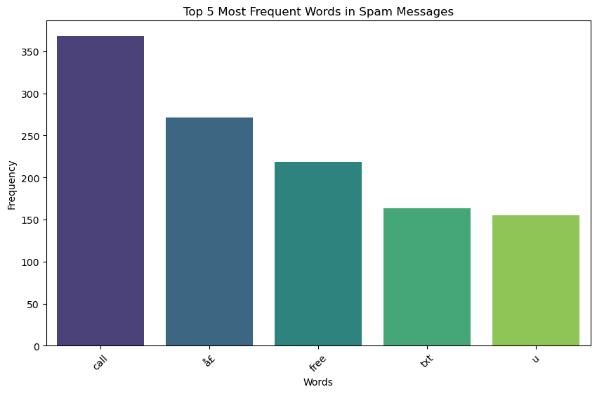 Top 5 Most Frequent Words in Spam Messages
350
300
250
200
150
100
50
0
Frequency
call
å£
free
txt
u
Words